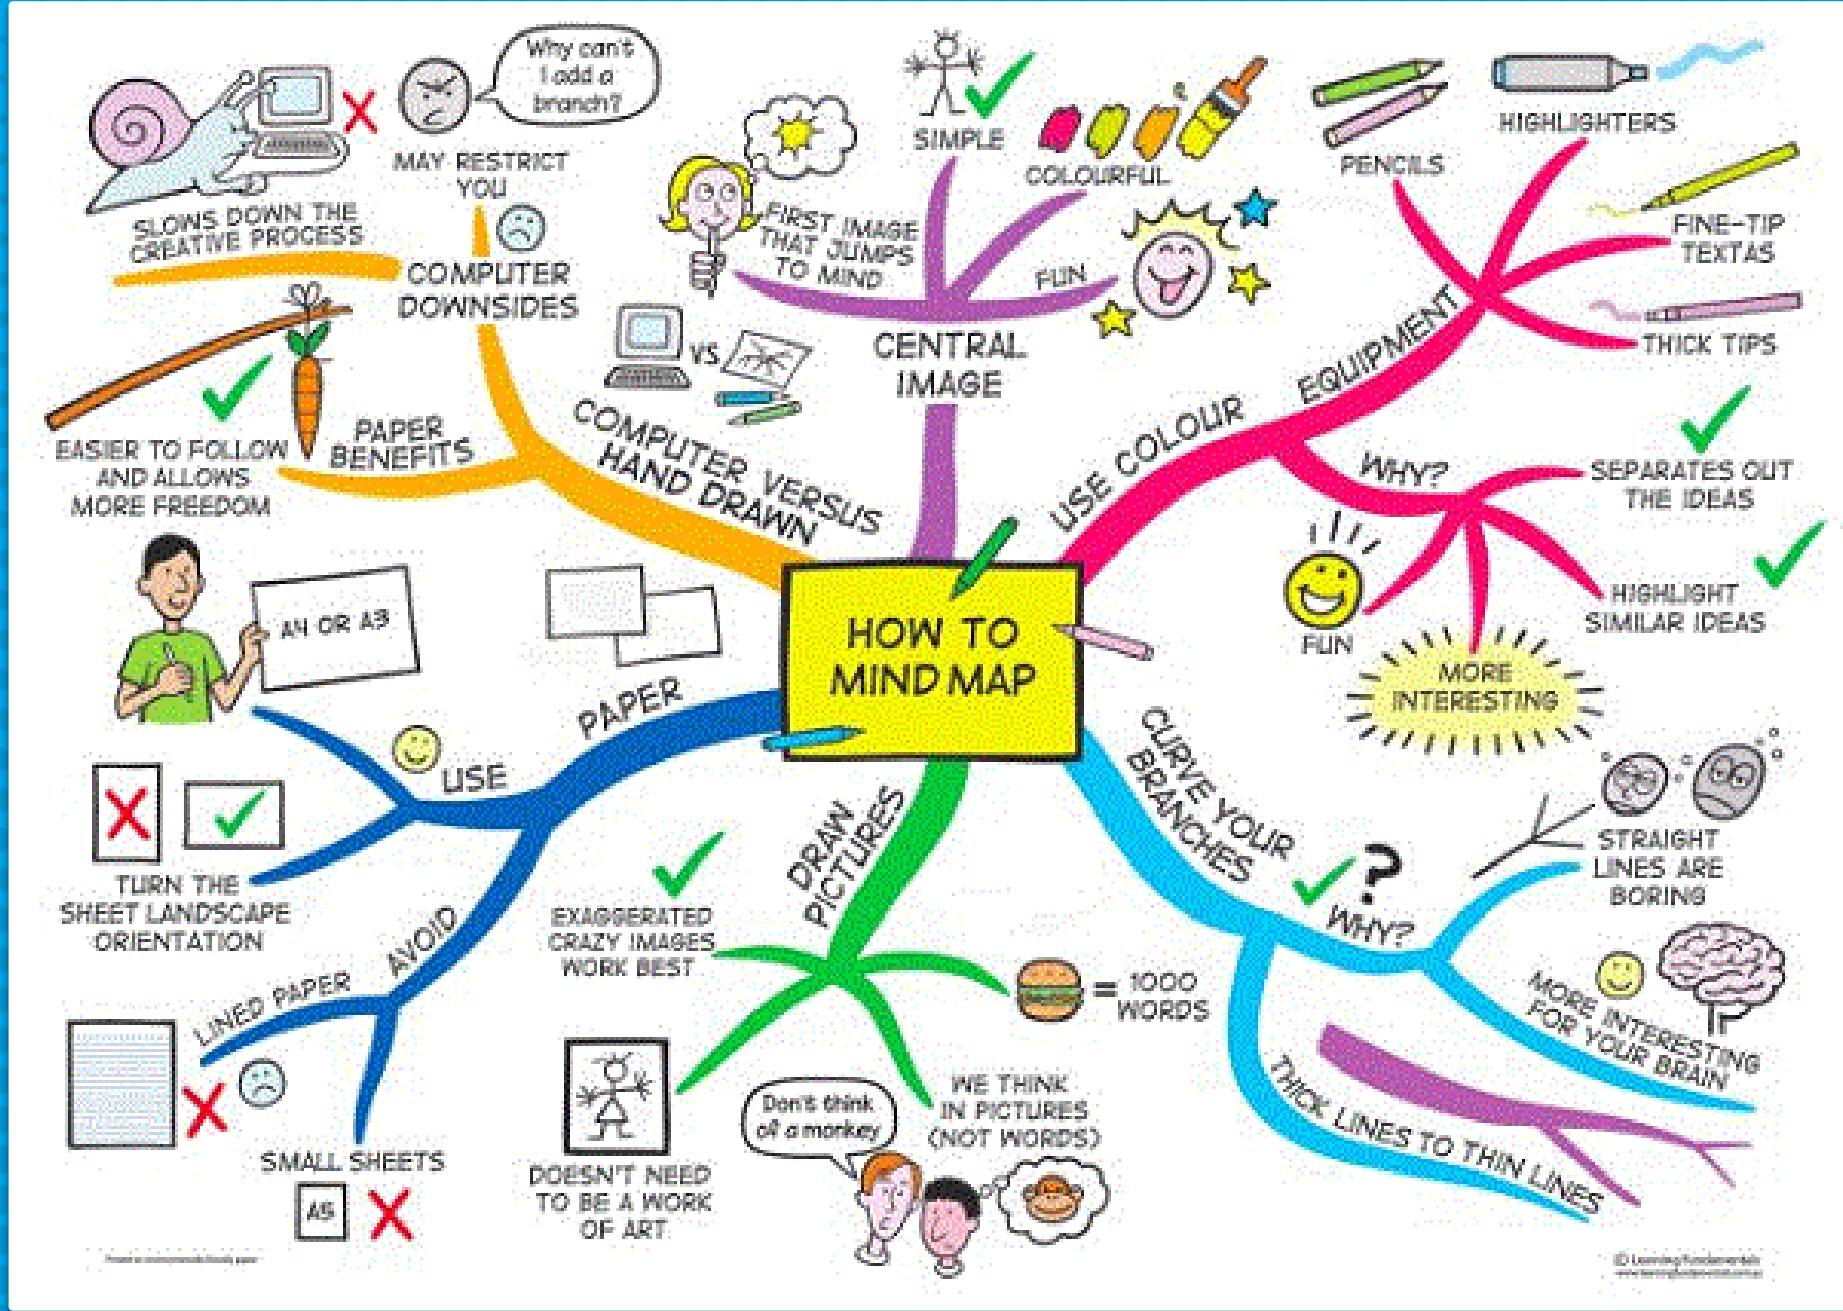 HOW TO
MIND MAP
CENTRAL
IMAGE
FIRST IMAGE
THAT JUMPS
TO MIND
SIMPLE
COLOURFUL
FUN
USE COLOUR
EQUIPMENT
PENCILS
HIGHLIGHTERS
FINE-TIP
TEXTAS
THICK TIPS
WHY?
SEPARATES OUT
THE IDEAS
HIGHLIGHT
SIMILAR IDEAS
MORE
INTERESTING
FUN
CURVE YOUR
BRANCHES
?
WHY?
STRAIGHT
LINES ARE
BORING
MORE INTERESTING
FOR YOUR BRAIN
THICK LINES TO THIN LINES
DRAW
PICTURES
= 1000
WORDS
WE THINK
IN PICTURES
(NOT WORDS)
Don't think
of a monkey
DOESN'T NEED
TO BE A WORK
OF ART
EXAGGERATED
CRAZY IMAGES
WORK BEST
PAPER
USE
A4 OR A3
TURN THE
SHEET LANDSCAPE
ORIENTATION
AVOID
LINED PAPER
SMALL SHEETS
A5
COMPUTER VERSUS
HAND DRAWN
VS
PAPER
BENEFITS
EASIER TO FOLLOW
AND ALLOWS
MORE FREEDOM
COMPUTER
DOWNSIDES
SLOWS DOWN THE
CREATIVE PROCESS
MAY RESTRICT
YOU
Why can't
I add a
branch?
© Learning Fundamentals